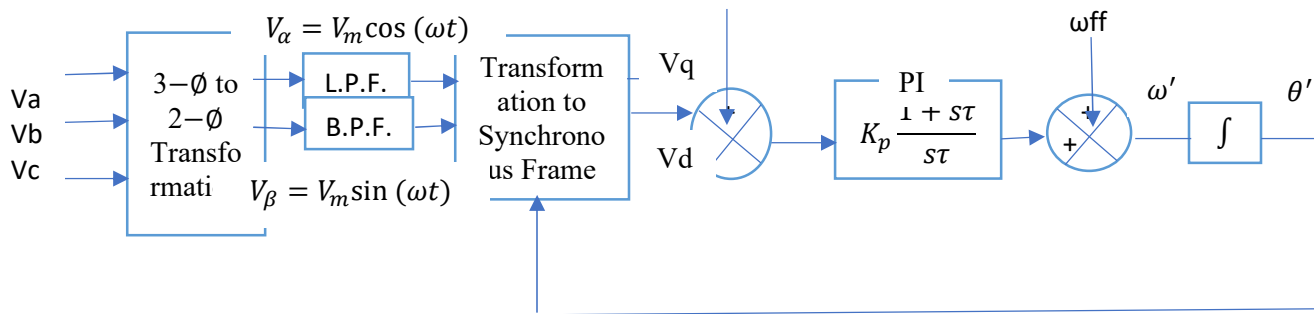 Va
Vb
Vc
3−∅ to
2−∅
Transfo
rmati
𝑉𝛼 = 𝑉𝑚 cos (𝜔𝑡)
L.P.F.
B.P.F.
𝑉𝛽 = 𝑉𝑚 sin (𝜔𝑡)
Transform
ation to
Synchrono
us Frame
Vq
Vd
+
PI
𝐾𝑝 (1 + 𝑠𝜏)/(𝑠𝜏)
ωff
+
+
𝜔′
∫
𝜃′